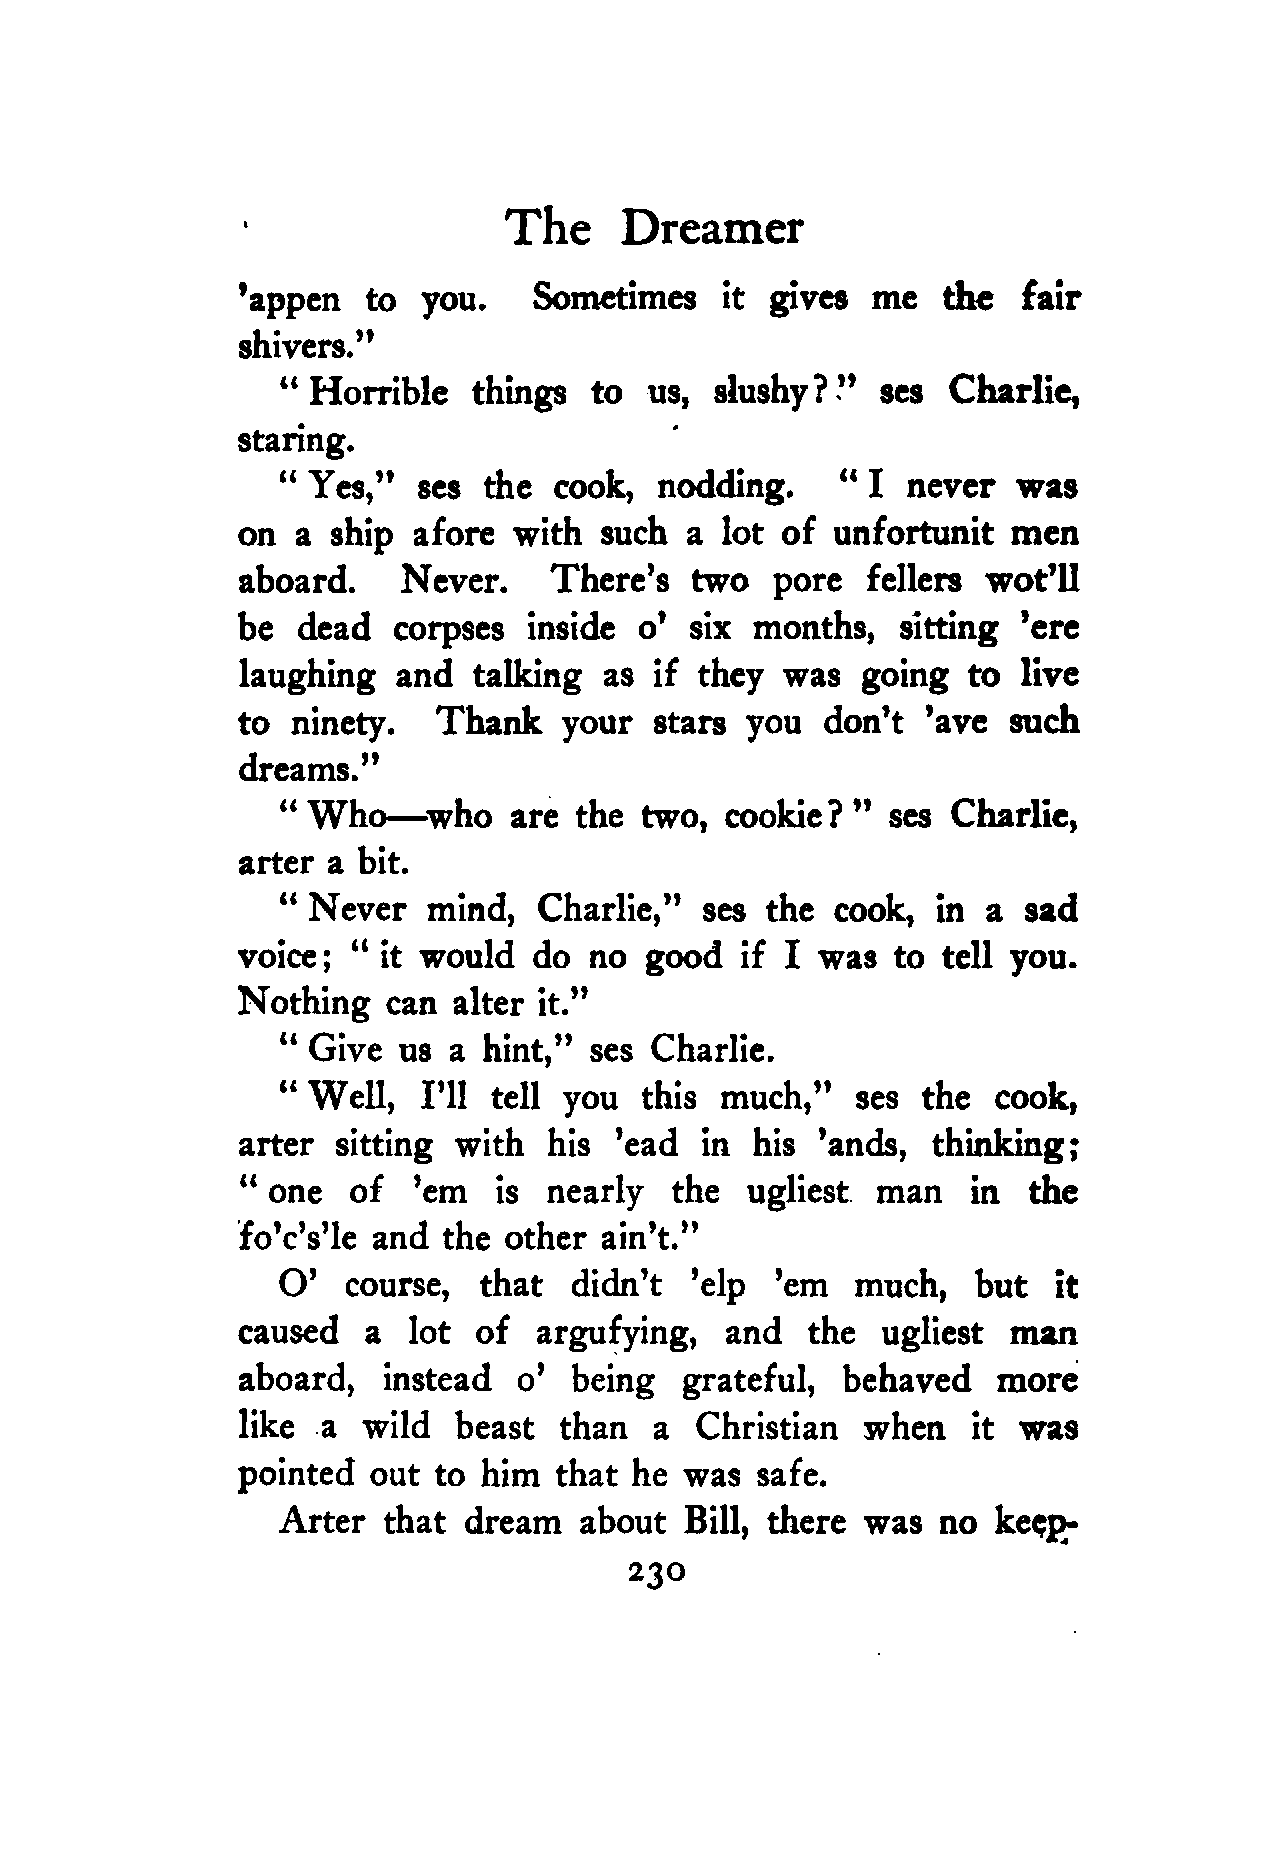 The Dreamer
'appen to you. Sometimes it gives me the fair
shivers."
" Horrible things to us, slushy?" ses Charlie,
staring.
" Yes," ses the cook, nodding. " I never was
on a ship afore with such a lot of unfortunit men
aboard. Never. There's two pore fellers wot'll
be dead corpses inside o' six months, sitting 'ere
laughing and talking as if they was going to live
to ninety. Thank your stars you don't 'ave such
dreams."
" Who—who are the two, cookie? " ses Charlie,
arter a bit.
" Never mind, Charlie," ses the cook, in a sad
voice; " it would do no good if I was to tell you.
Nothing can alter it."
" Give us a hint," ses Charlie.
" Well, I'll tell you this much," ses the cook,
arter sitting with his 'ead in his 'ands, thinking;
" one of 'em is nearly the ugliest man in the
fo'c's'le and the other ain't."
O' course, that didn't 'elp 'em much, but it
caused a lot of argufying, and the ugliest man
aboard, instead o' being grateful, behaved more
like a wild beast than a Christian when it was
pointed out to him that he was safe.
Arter that dream about Bill, there was no keep-
230